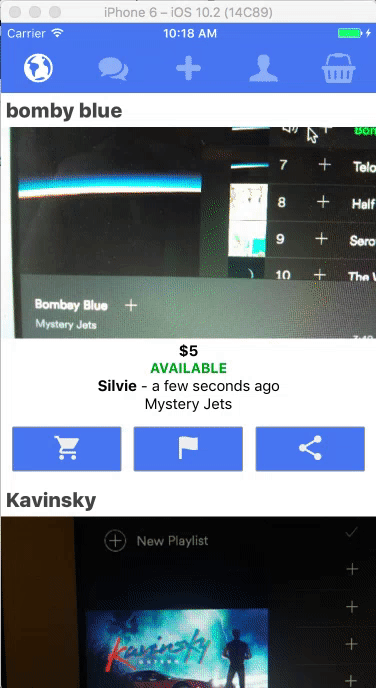 iPhone 6 – iOS 10.2 (14C89)
Carrier 10:18 AM
bomby blue
7 + Telo
8 + Half
9 + Sero
10 + The W
Bombay Blue +
Mystery Jets
$5
AVAILABLE
Silvie - a few seconds ago
Mystery Jets
Kavinsky
New Playlist
Kavinsky